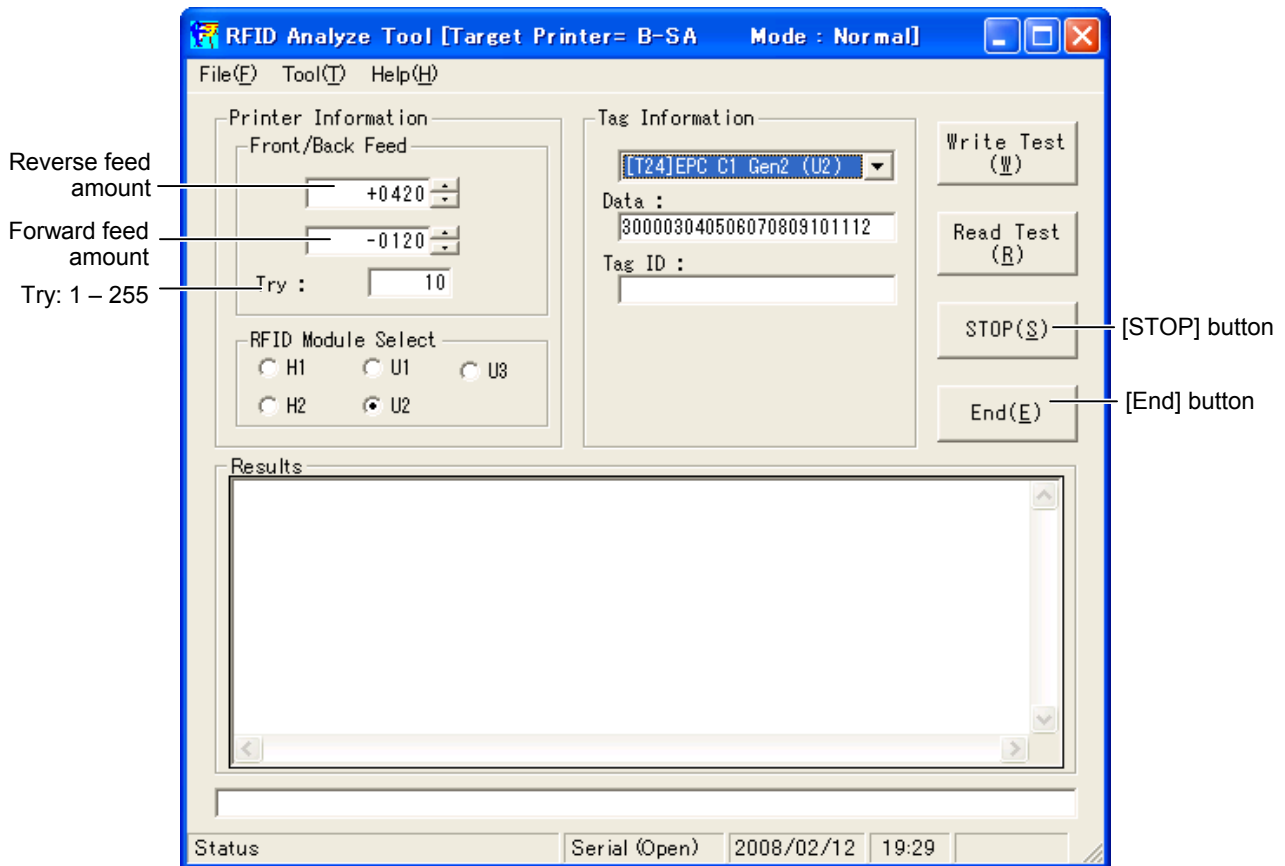 RFID Analyze Tool [Target Printer= B-SA Mode : Normal]
File(F) Tool(T) Help(H)
Printer Information
Front/Back Feed
Reverse feed
amount
+0420
Forward feed
amount
-0120
Try: 1 – 255
Try : 10
RFID Module Select
H1 U1 U3
H2 U2
Tag Information
[T24]EPC C1 Gen2 (U2)
Data :
300003040506070809101112
Tag ID :
Write Test
(W)
Read Test
(R)
STOP(S)
[STOP] button
End(E)
[End] button
Results
Status Serial (Open) 2008/02/12 19:29